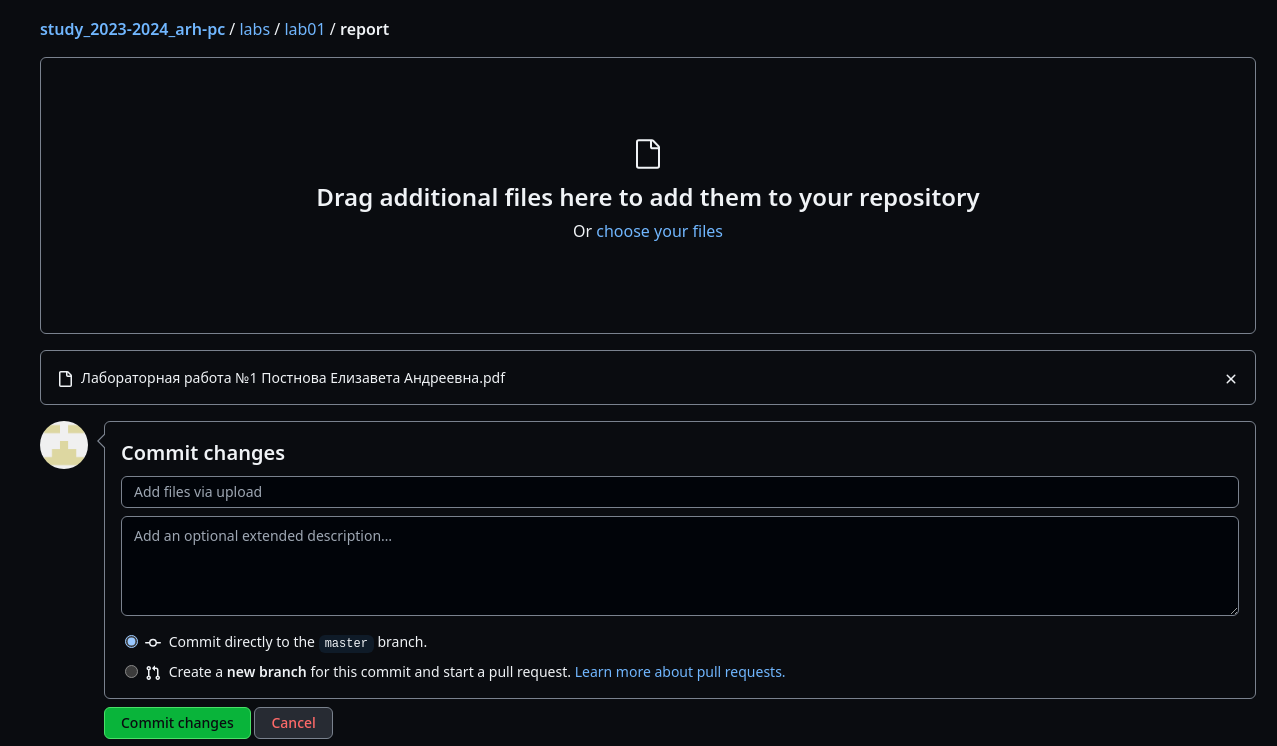 study_2023-2024_arh-pc / labs / lab01 / report
Drag additional files here to add them to your repository
Or choose your files
Лабораторная работа №1 Постнова Елизавета Андреевна.pdf
Commit changes
Add files via upload
Add an optional extended description...
Commit directly to the master branch.
Create a new branch for this commit and start a pull request. Learn more about pull requests.
Commit changes Cancel